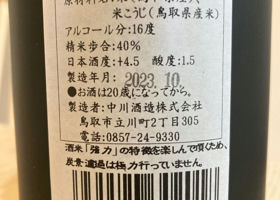 米こうじ(鳥取県産米)
アルコール分:16度
精米歩合:40%
日本酒度:+4.5 酸度:1.5
製造年月: 2023.10
●お酒は20歳になってから。
製造者:中川酒造株式会社
鳥取市立川町2丁目305
電話:0857-24-9330
酒米「強力」の特徴を楽しんで頂くため、
炭素濾過は極力行っていません。